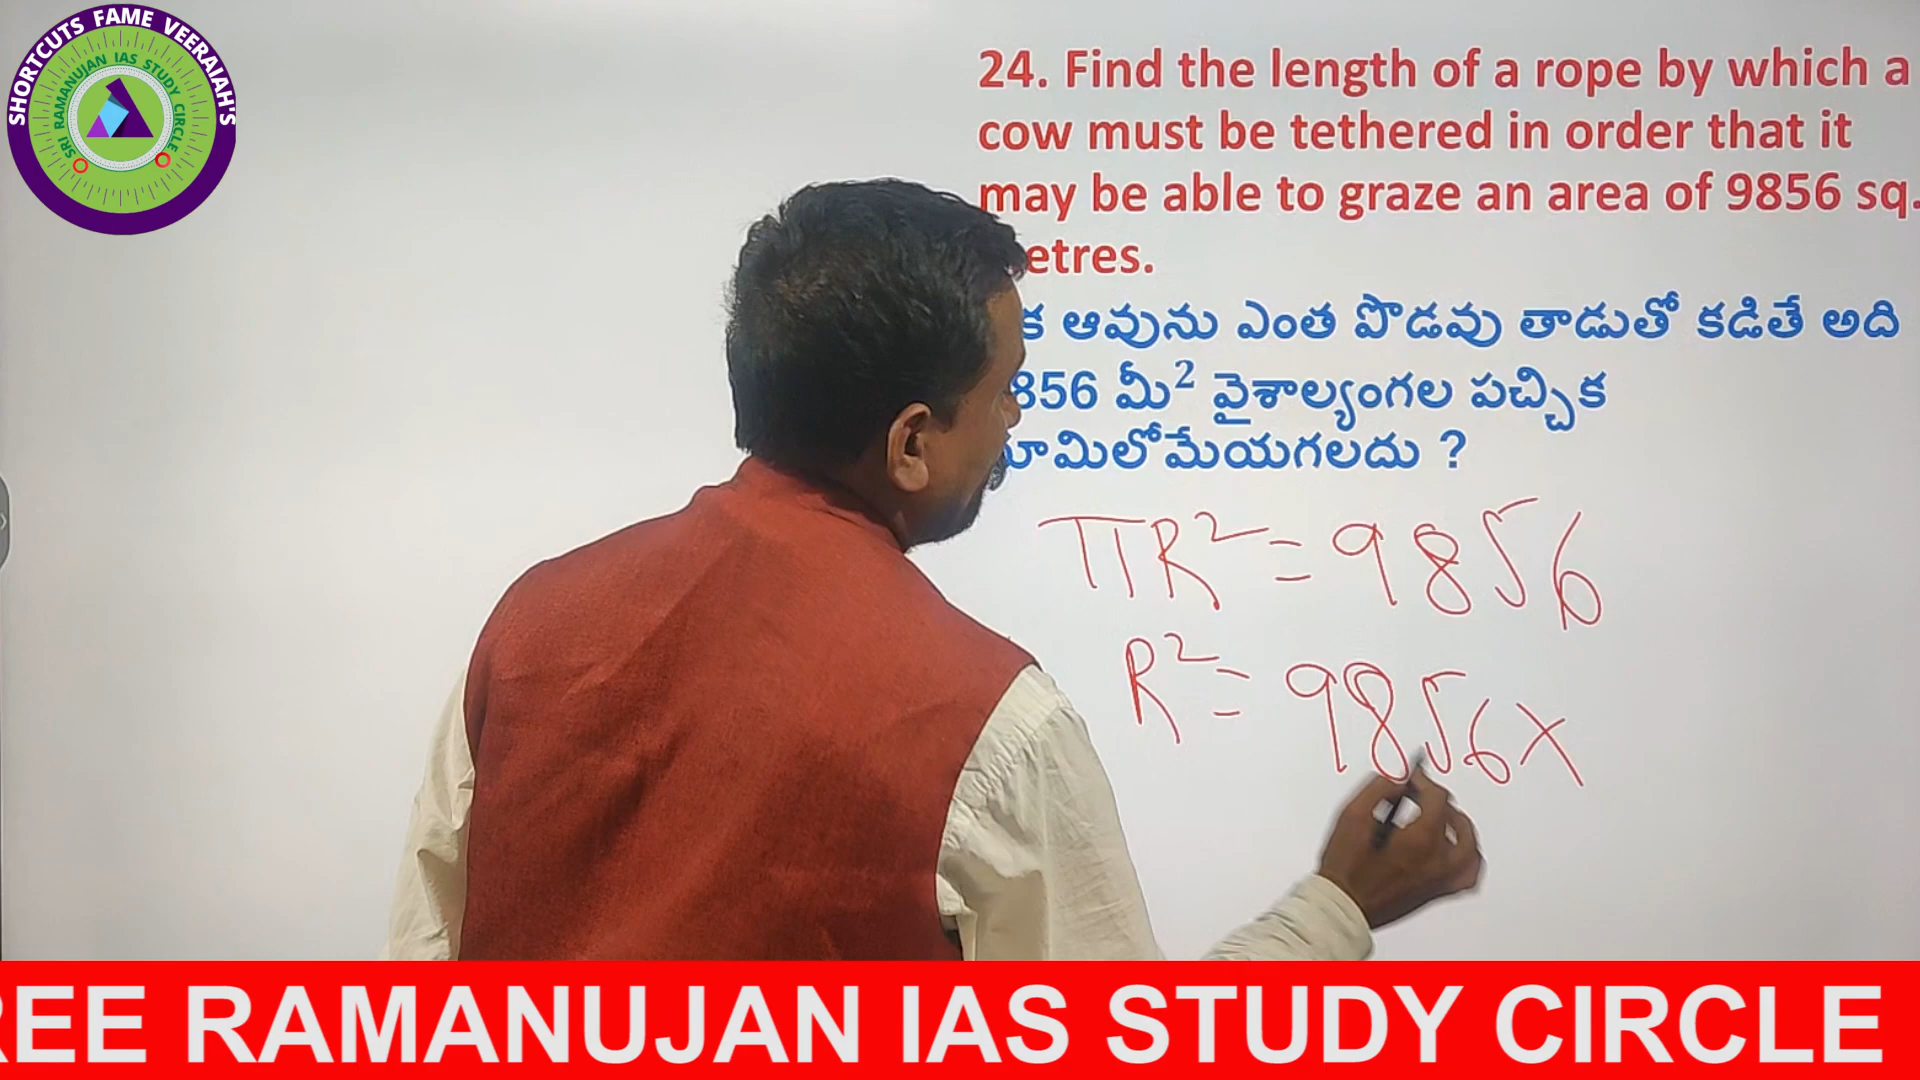 SHORTCUTS FAME VEERAIAH'S
SRI RAMANUJAN IAS STUDY CIRCLE
24. Find the length of a rope by which a
cow must be tethered in order that it
may be able to graze an area of 9856 sq.
etres.
క ఆవును ఎంత పొడవు తాడుతో కడితే అది
856 మీ² వైశాల్యంగల పచ్చిక
మిలోమేయగలదు ?
πR² = 9856
R² = 9856 X
REE RAMANUJAN IAS STUDY CIRCLE